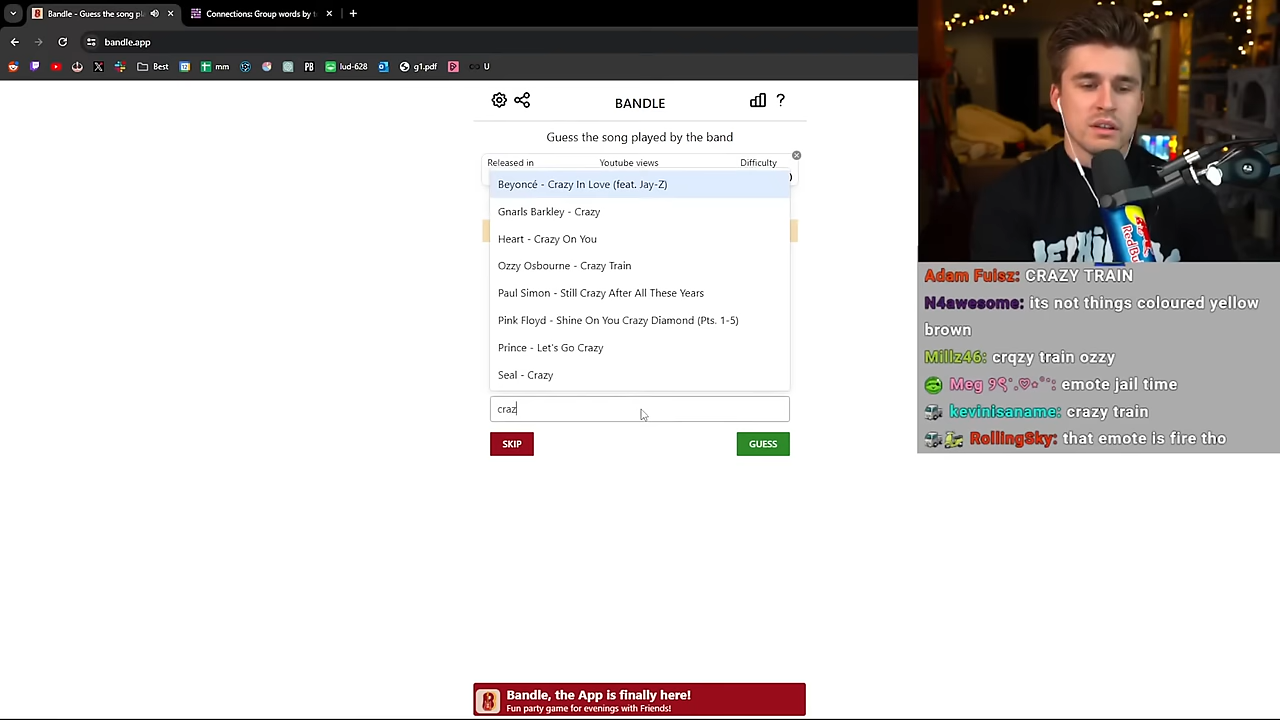 Bandle - Guess the song pl
Connections: Group words by t
bandle.app
Best
mm
PB
lud-628
g1.pdf
U
BANDLE
?
Guess the song played by the band
Released in Youtube views Difficulty
Beyoncé - Crazy In Love (feat. Jay-Z)
Gnarls Barkley - Crazy
Heart - Crazy On You
Ozzy Osbourne - Crazy Train
Paul Simon - Still Crazy After All These Years
Pink Floyd - Shine On You Crazy Diamond (Pts. 1-5)
Prince - Let's Go Crazy
Seal - Crazy
craz
SKIP GUESS
Bandle, the App is finally here!
Fun party game for evenings with Friends!
RedBu
Adam Fuisz: CRAZY TRAIN
N4awesome: its not things coloured yellow
brown
Millz46: crqzy train ozzy
Meg 9ৎ˚.♡⋆°˚: emote jail time
kevinisaname: crazy train
RollingSky: that emote is fire tho